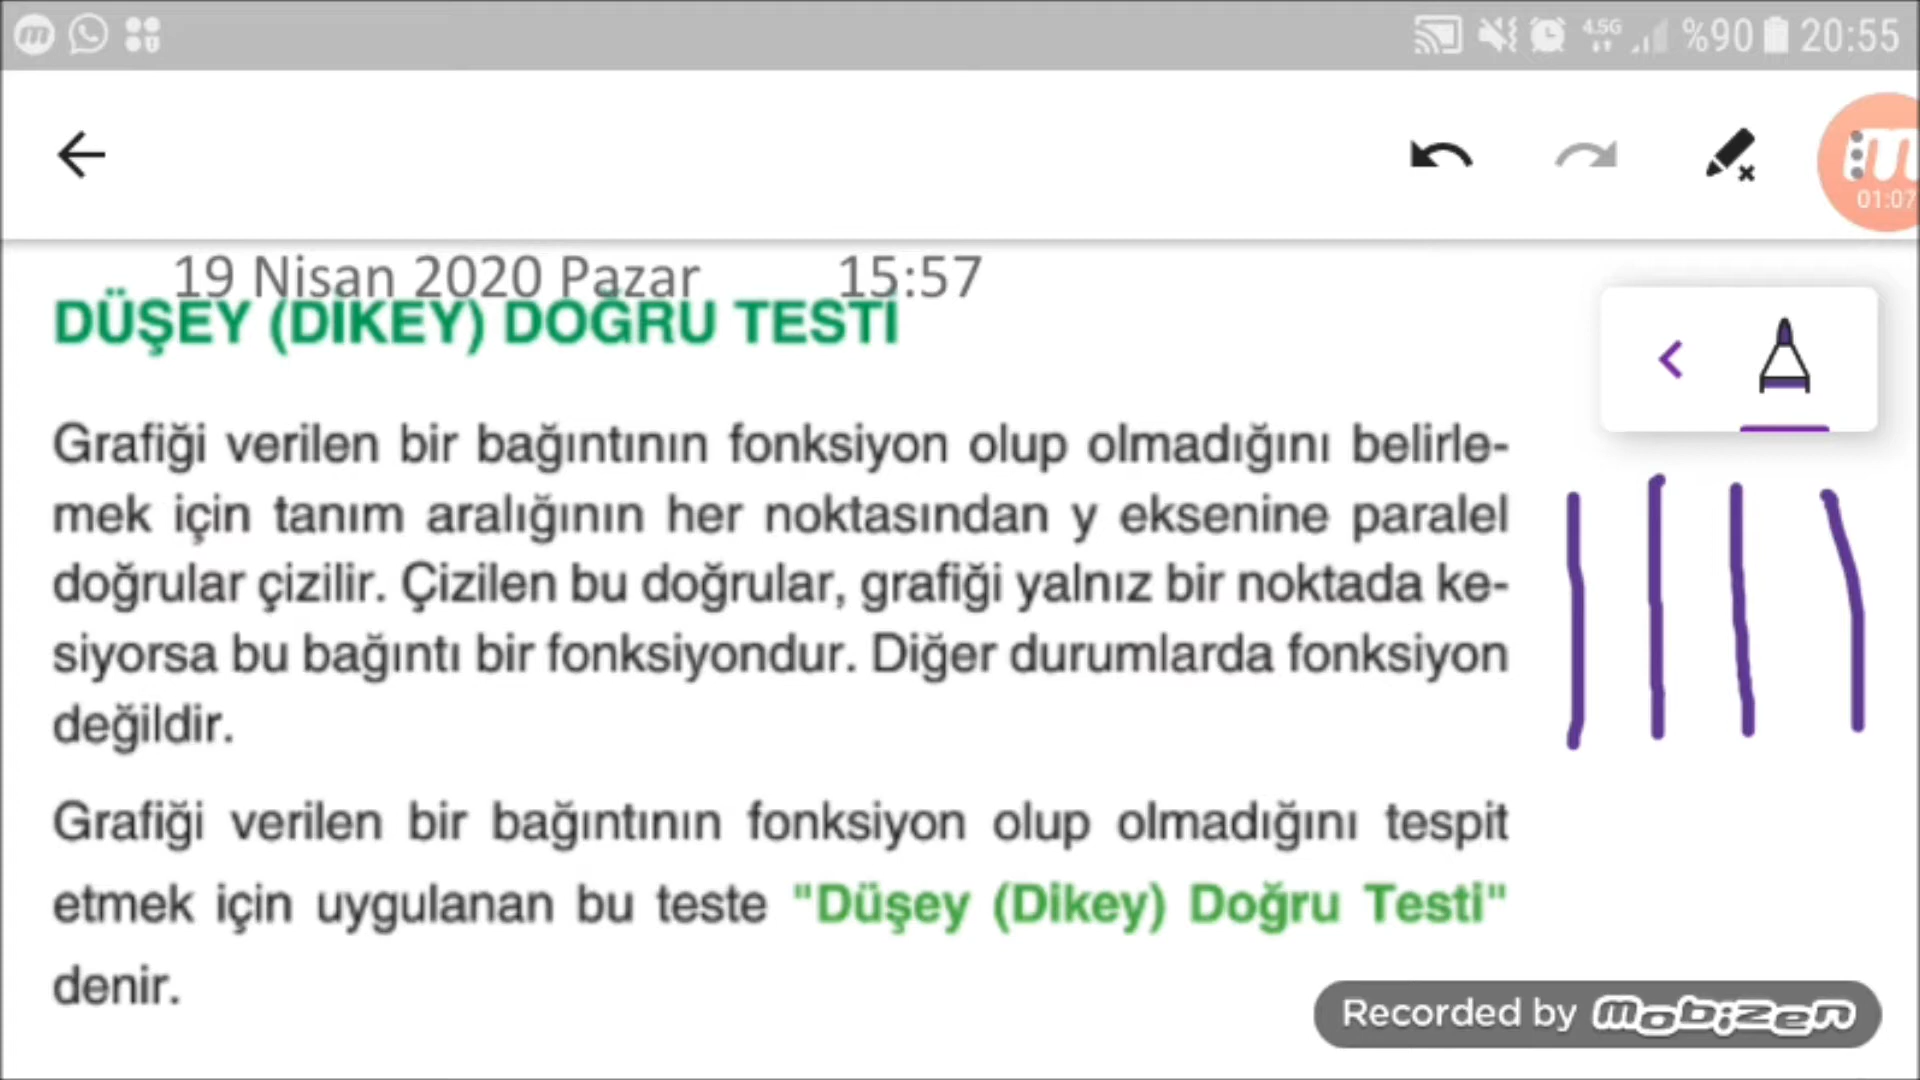 4.5G %90 20:55
m
01:07
19 Nisan 2020 Pazar 15:57
DÜŞEY (DİKEY) DOĞRU TESTİ
Grafiği verilen bir bağıntının fonksiyon olup olmadığını belirle-
mek için tanım aralığının her noktasından y eksenine paralel
doğrular çizilir. Çizilen bu doğrular, grafiği yalnız bir noktada ke-
siyorsa bu bağıntı bir fonksiyondur. Diğer durumlarda fonksiyon
değildir.
Grafiği verilen bir bağıntının fonksiyon olup olmadığını tespit
etmek için uygulanan bu teste "Düşey (Dikey) Doğru Testi"
denir.
Recorded by mobizen